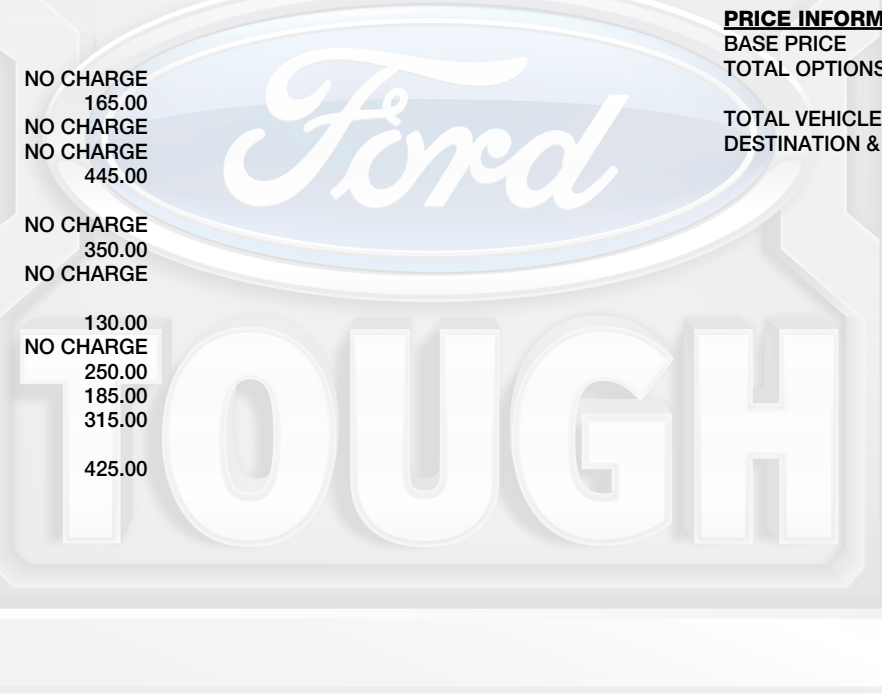 NO CHARGE
165.00
NO CHARGE
NO CHARGE
445.00
NO CHARGE
350.00
NO CHARGE
130.00
NO CHARGE
250.00
185.00
315.00
425.00
PRICE INFORM
BASE PRICE
TOTAL OPTIONS
TOTAL VEHICLE
DESTINATION &
Ford
TOUGH